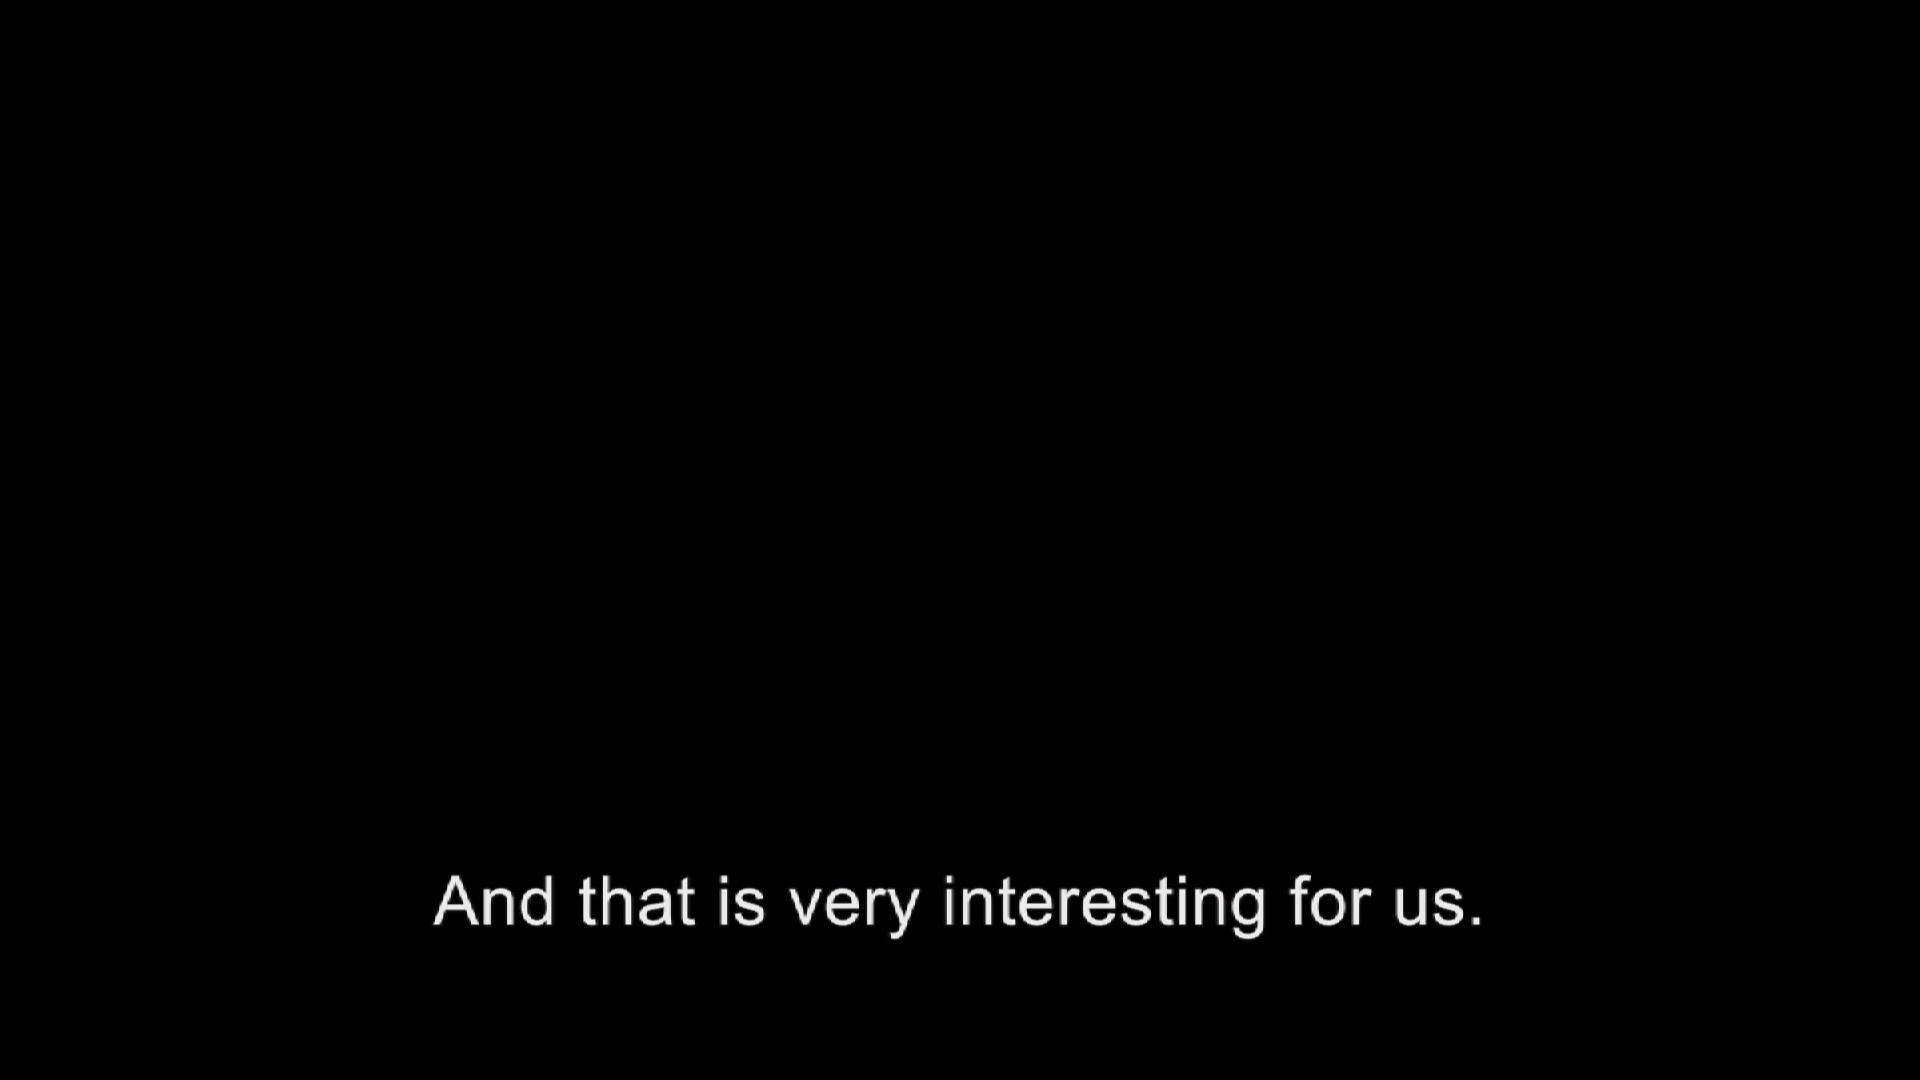 And that is very interesting for us.